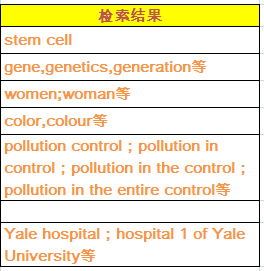 检索结果
stem cell
gene,genetics,generation等
women;woman等
color,colour等
pollution control；pollution in
control；pollution in the control；
pollution in the entire control等
Yale hospital；hospital 1 of Yale
University等